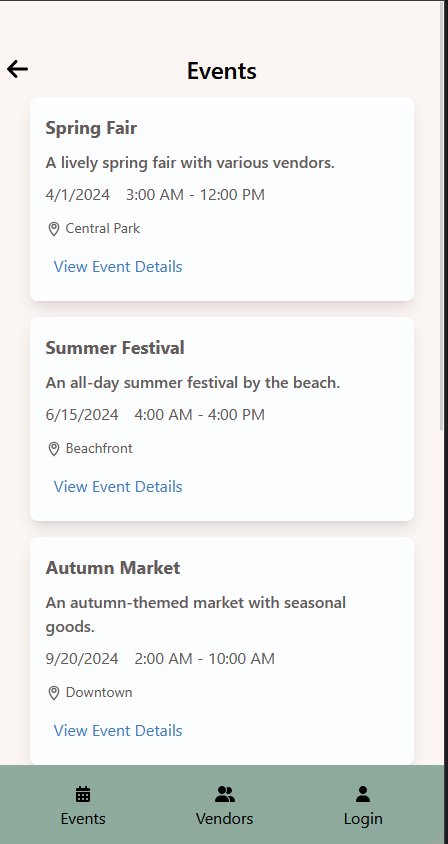 Events
Spring Fair
A lively spring fair with various vendors.
4/1/2024 3:00 AM - 12:00 PM
Central Park
View Event Details
Summer Festival
An all-day summer festival by the beach.
6/15/2024 4:00 AM - 4:00 PM
Beachfront
View Event Details
Autumn Market
An autumn-themed market with seasonal
goods.
9/20/2024 2:00 AM - 10:00 AM
Downtown
View Event Details
Events Vendors Login